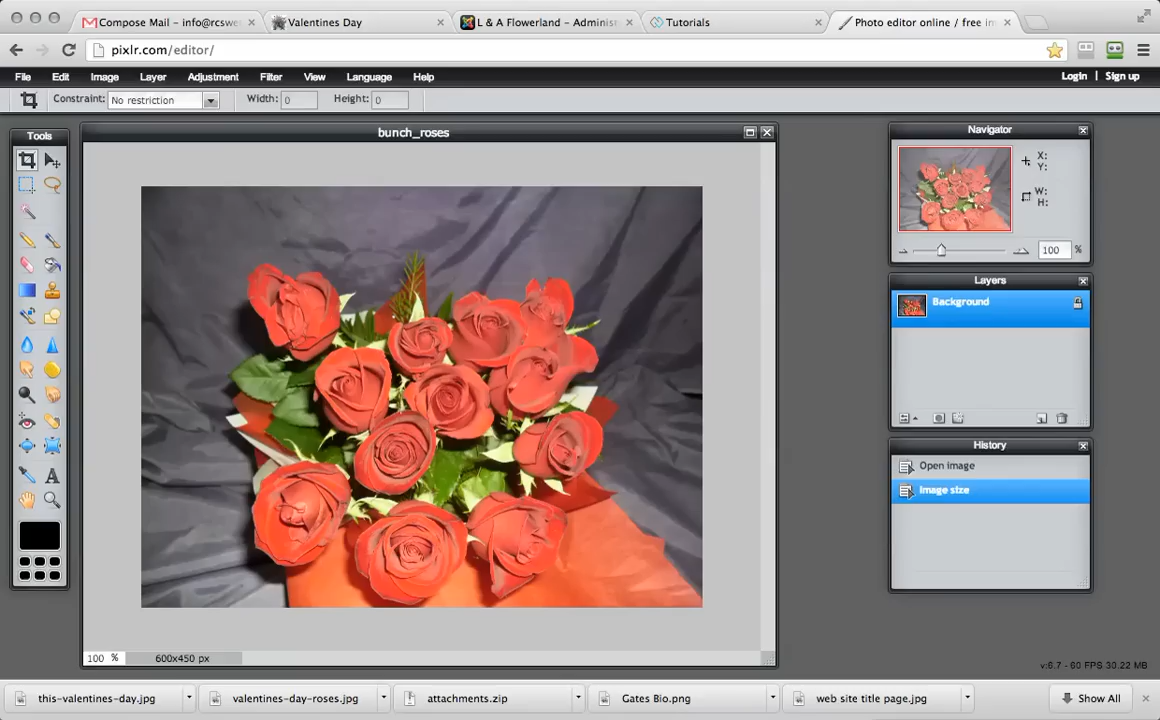 Compose Mail – info@rcswe
Valentines Day
L & A Flowerland – Adminis
Tutorials
Photo editor online / free im
pixlr.com/editor/
File Edit Image Layer Adjustment Filter View Language Help
Login | Sign up
Constraint: No restriction Width: 0 Height: 0
Tools
bunch_roses
Navigator
X:
Y:
W:
H:
100 %
Layers
Background
History
Open image
Image size
100 % 600x450 px
v:6.7 - 60 FPS 30.22 MB
this-valentines-day.jpg
valentines-day-roses.jpg
attachments.zip
Gates Bio.png
web site title page.jpg
Show All